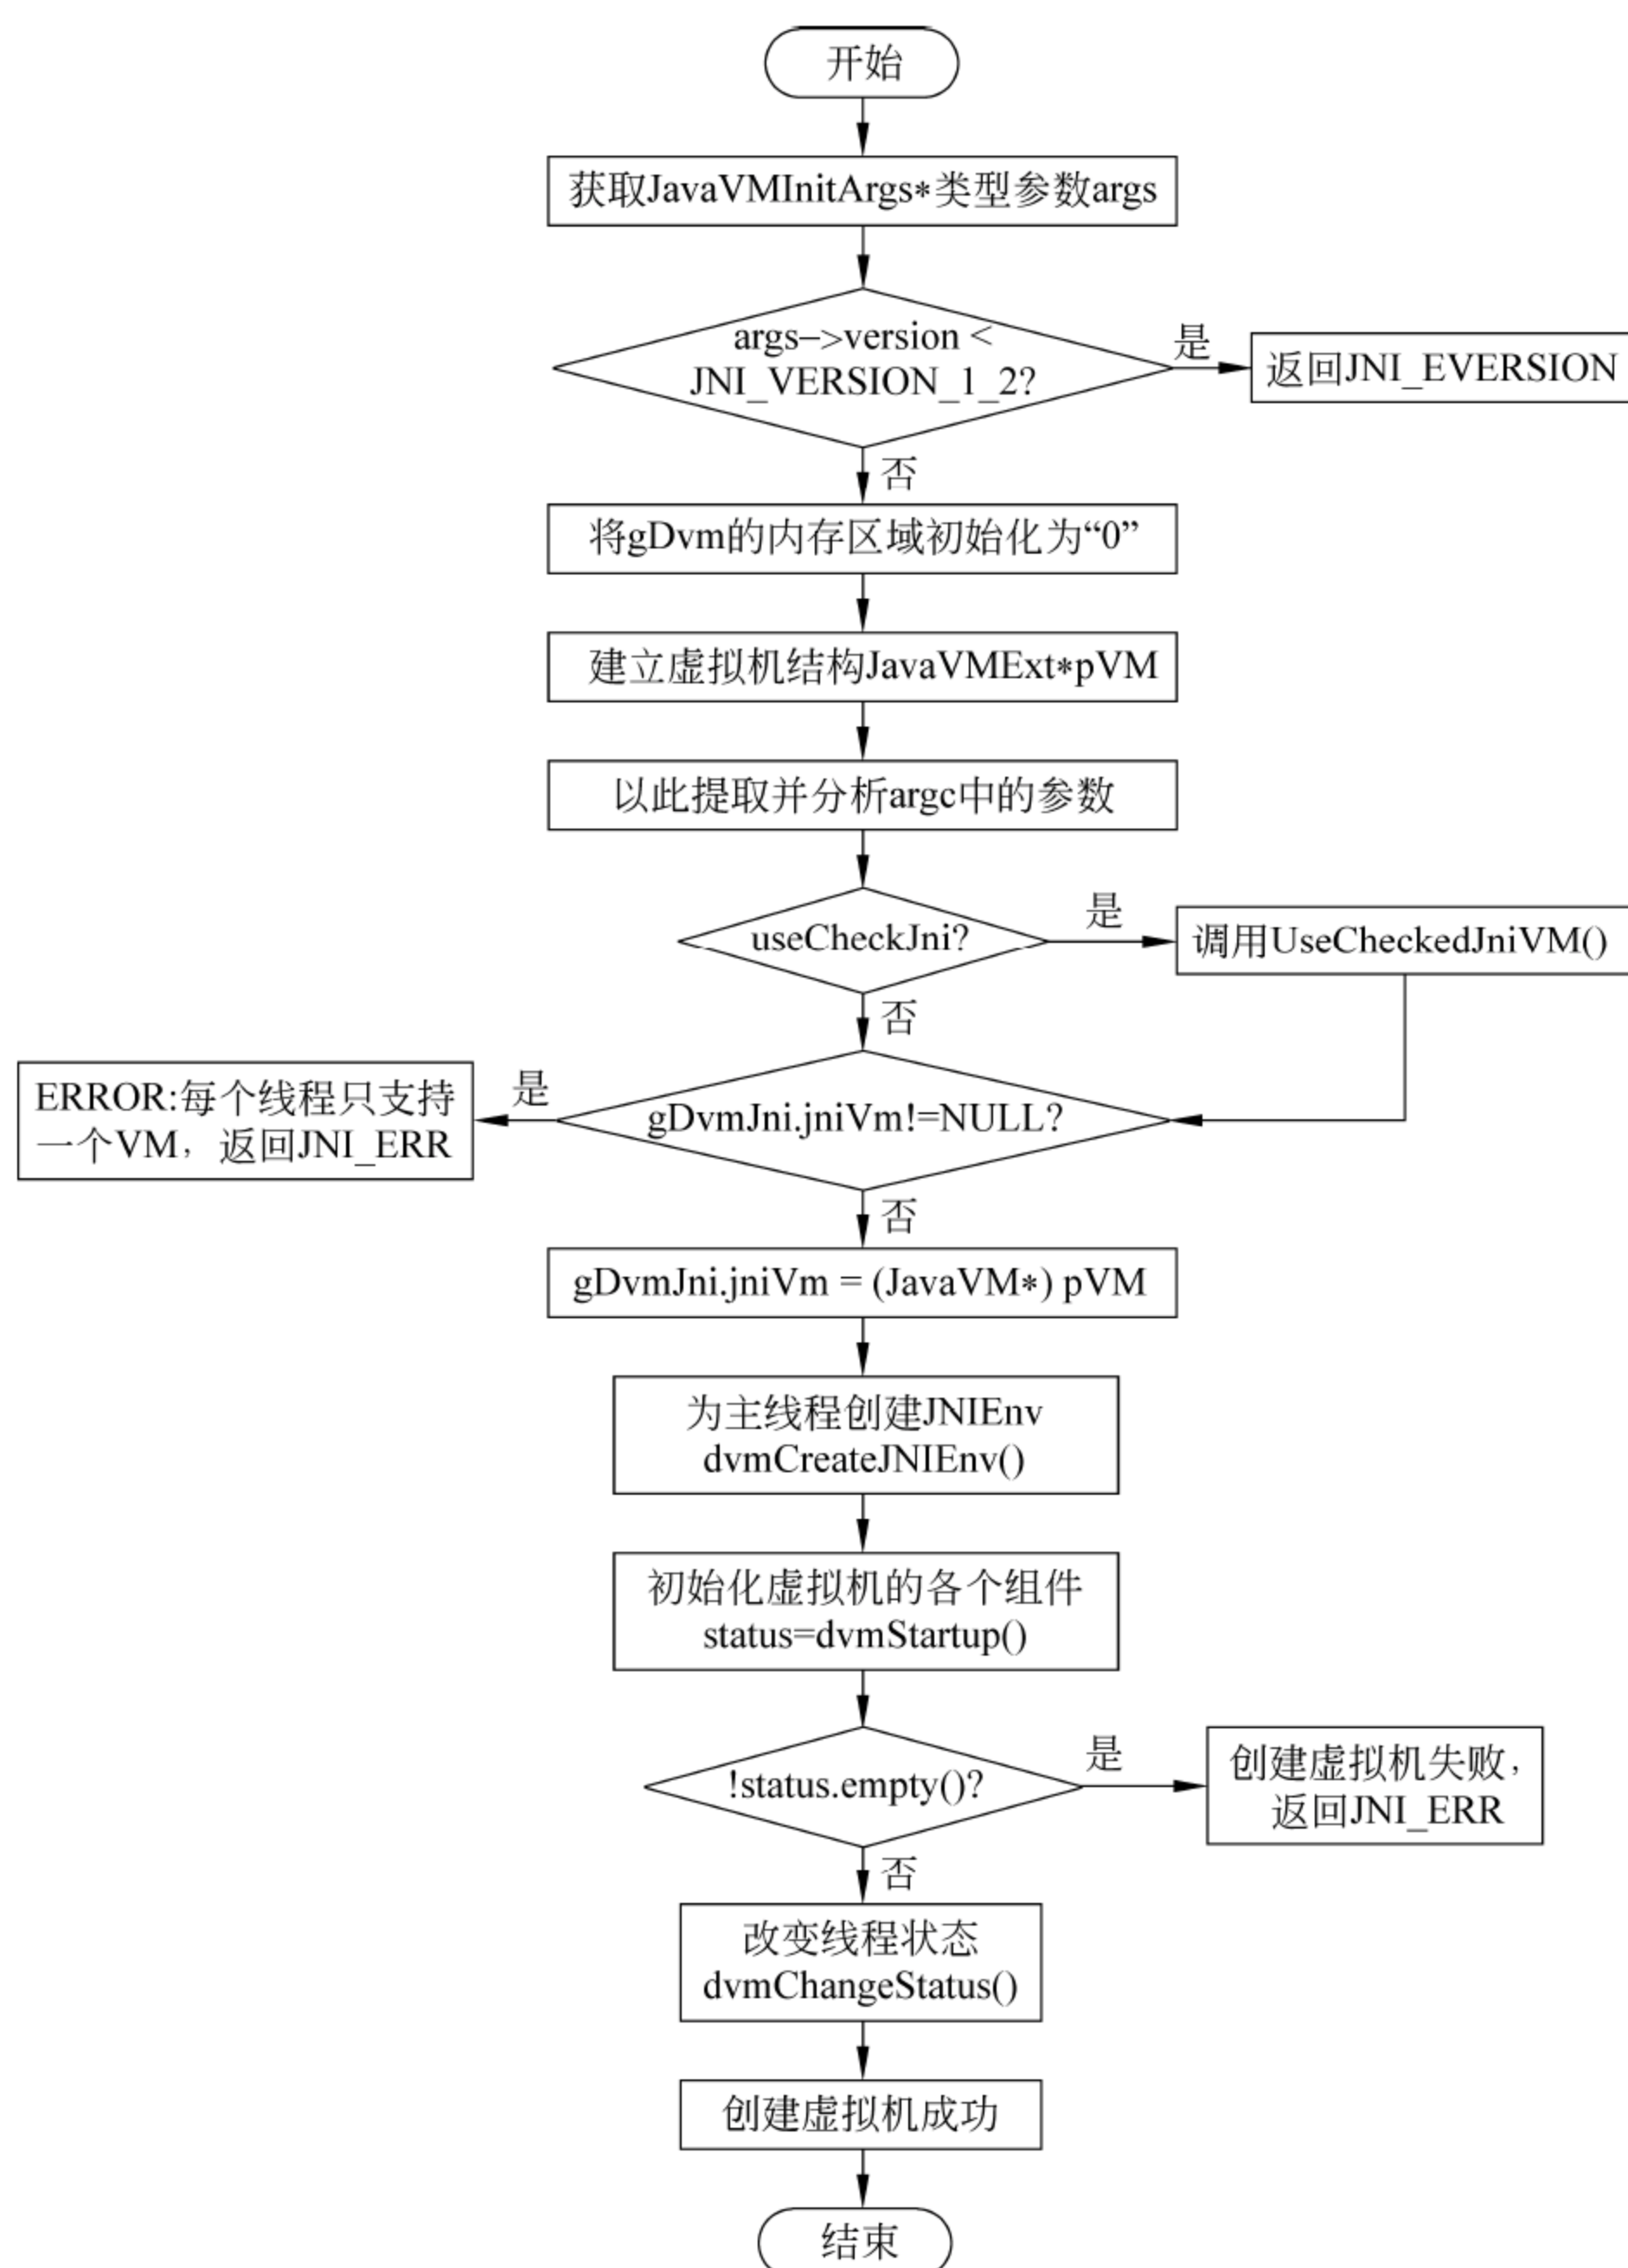 开始
获取JavaVMInitArgs*类型参数args
args–>version <
JNI_VERSION_1_2?
是
返回JNI_EVERSION
否
将gDvm的内存区域初始化为“0”
建立虚拟机结构JavaVMExt*pVM
以此提取并分析argc中的参数
useCheckJni?
是
调用UseCheckedJniVM()
否
gDvmJni.jniVm!=NULL?
是
ERROR:每个线程只支持
一个VM，返回JNI_ERR
否
gDvmJni.jniVm = (JavaVM*) pVM
为主线程创建JNIEnv
dvmCreateJNIEnv()
初始化虚拟机的各个组件
status=dvmStartup()
!status.empty()?
是
创建虚拟机失败，
返回JNI_ERR
否
改变线程状态
dvmChangeStatus()
创建虚拟机成功
结束